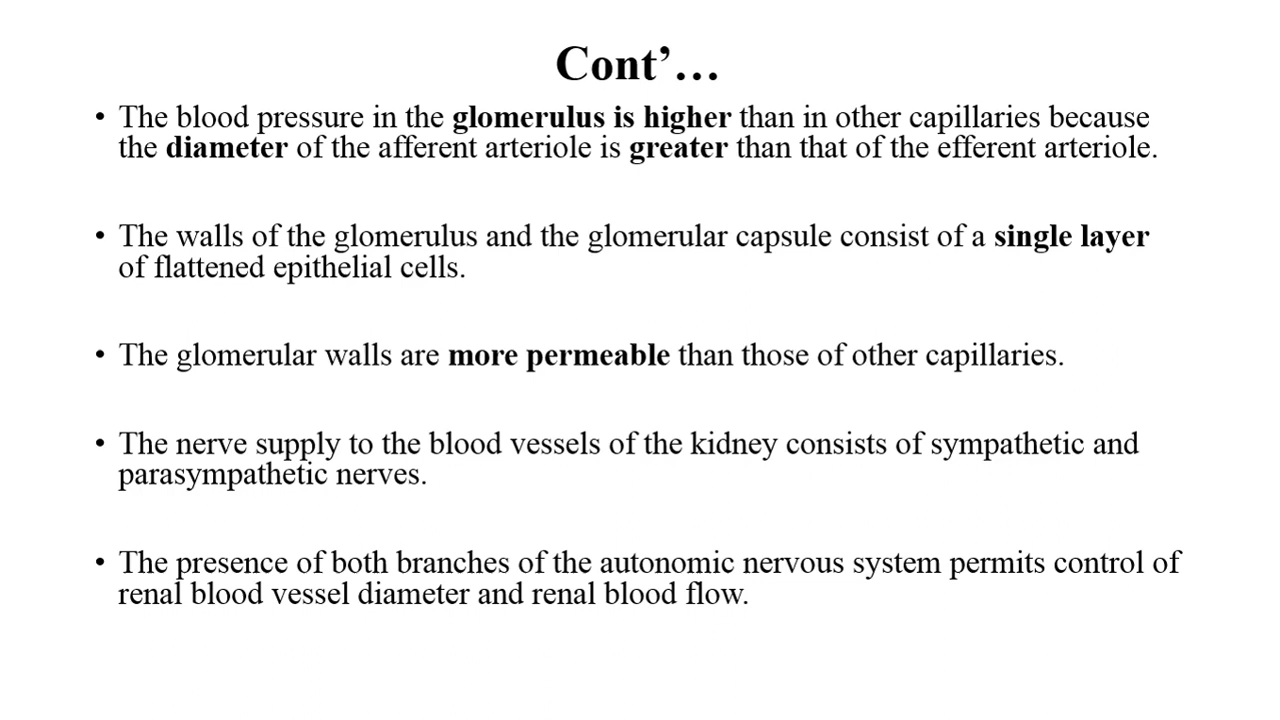 Cont’…
• The blood pressure in the glomerulus is higher than in other capillaries because
the diameter of the afferent arteriole is greater than that of the efferent arteriole.
• The walls of the glomerulus and the glomerular capsule consist of a single layer
of flattened epithelial cells.
• The glomerular walls are more permeable than those of other capillaries.
• The nerve supply to the blood vessels of the kidney consists of sympathetic and
parasympathetic nerves.
• The presence of both branches of the autonomic nervous system permits control of
renal blood vessel diameter and renal blood flow.